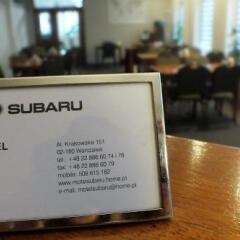 SUBARU
EL
Al. Krakowska 151
02-180 Warszawa
tel.: +48 22 886 60 74 i 78
fax: +48 22 886 60 79
mobile: 508 615 182
www.motelsubaru.home.pl
e-mail: motelsubaru@home.pl